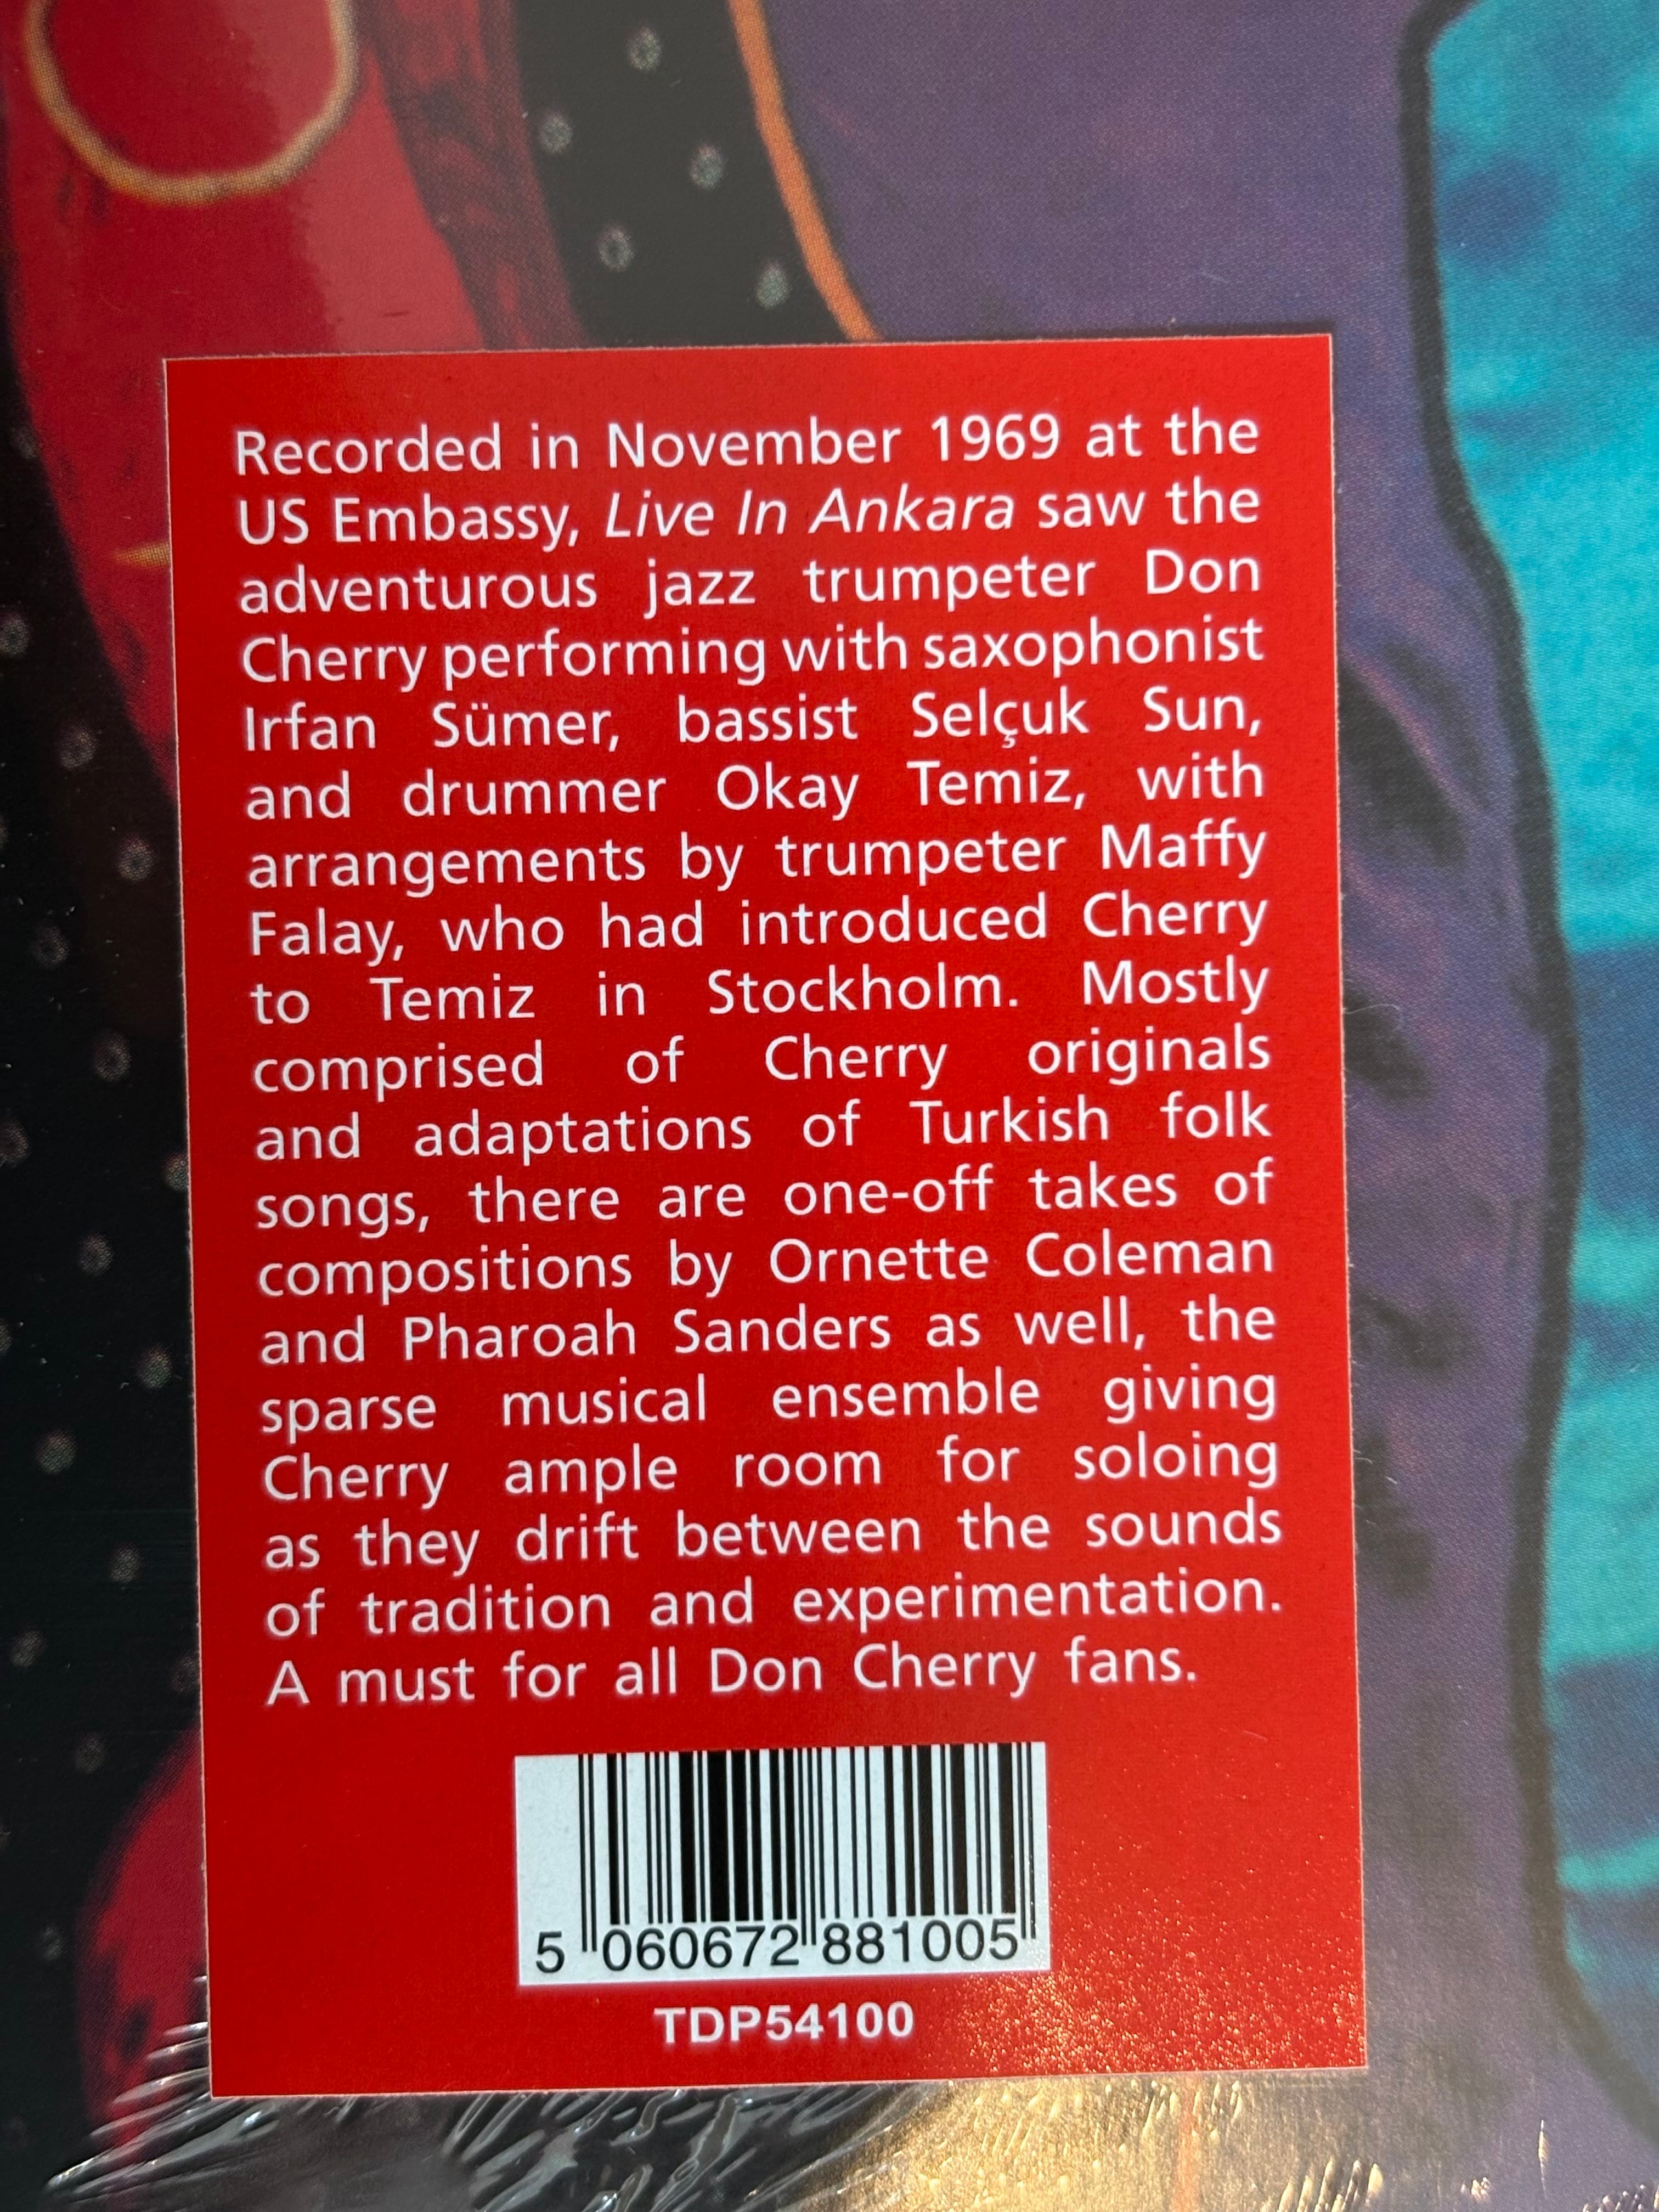 Recorded in November 1969 at the
US Embassy, Live In Ankara saw the
adventurous jazz trumpeter Don
Cherry performing with saxophonist
Irfan Sümer, bassist Selçuk Sun,
and drummer Okay Temiz, with
arrangements by trumpeter Maffy
Falay, who had introduced Cherry
to Temiz in Stockholm. Mostly
comprised of Cherry originals
and adaptations of Turkish folk
songs, there are one-off takes of
compositions by Ornette Coleman
and Pharoah Sanders as well, the
sparse musical ensemble giving
Cherry ample room for soloing
as they drift between the sounds
of tradition and experimentation.
A must for all Don Cherry fans.
5 060672 881005
TDP54100